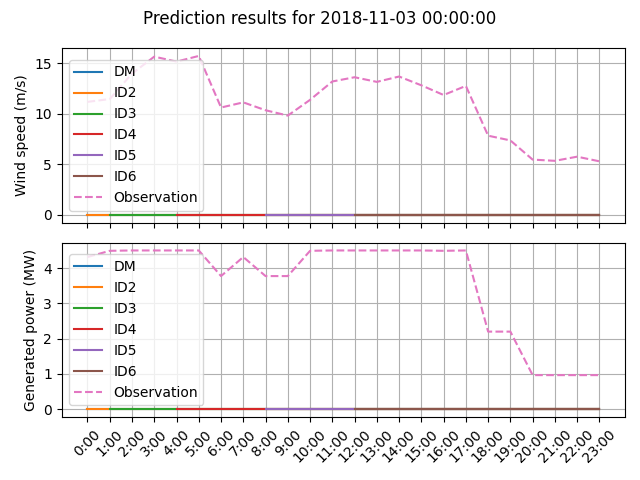 Prediction results for 2018-11-03 00:00:00
Wind speed (m/s)
15
10
5
0
DM
ID2
ID3
ID4
ID5
ID6
Observation
Generated power (MW)
4
3
2
1
0
DM
ID2
ID3
ID4
ID5
ID6
Observation
0:00 1:00 2:00 3:00 4:00 5:00 6:00 7:00 8:00 9:00 10:00 11:00 12:00 13:00 14:00 15:00 16:00 17:00 18:00 19:00 20:00 21:00 22:00 23:00